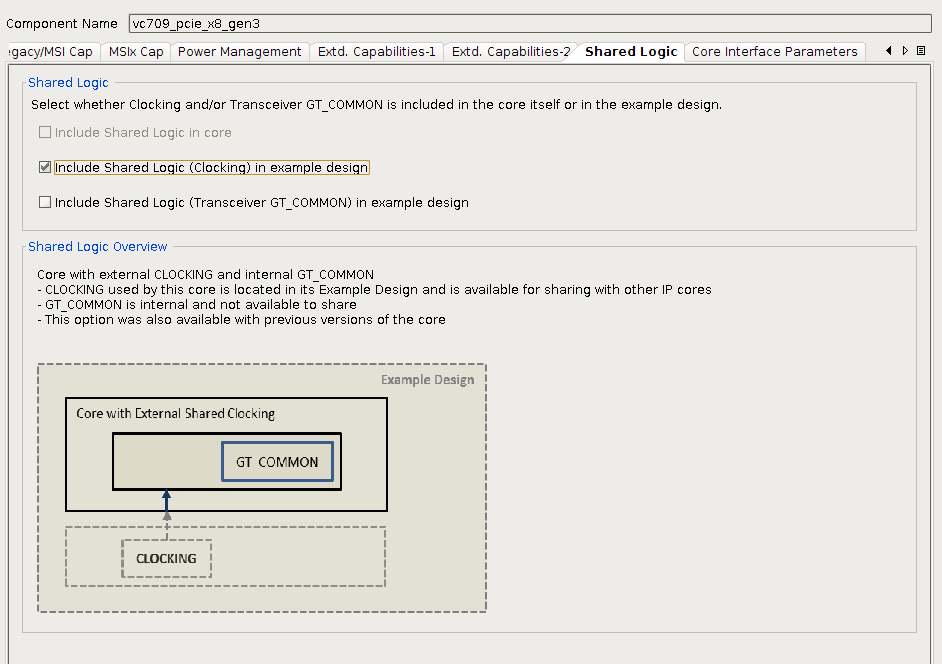 Component Name vc709_pcie_x8_gen3
gacy/MSI Cap MSIx Cap Power Management Extd. Capabilities-1 Extd. Capabilities-2 Shared Logic Core Interface Parameters
Shared Logic
Select whether Clocking and/or Transceiver GT_COMMON is included in the core itself or in the example design.
Include Shared Logic in core
Include Shared Logic (Clocking) in example design
Include Shared Logic (Transceiver GT_COMMON) in example design
Shared Logic Overview
Core with external CLOCKING and internal GT_COMMON
- CLOCKING used by this core is located in its Example Design and is available for sharing with other IP cores
- GT_COMMON is internal and not available to share
- This option was also available with previous versions of the core
Example Design
Core with External Shared Clocking
GT COMMON
CLOCKING